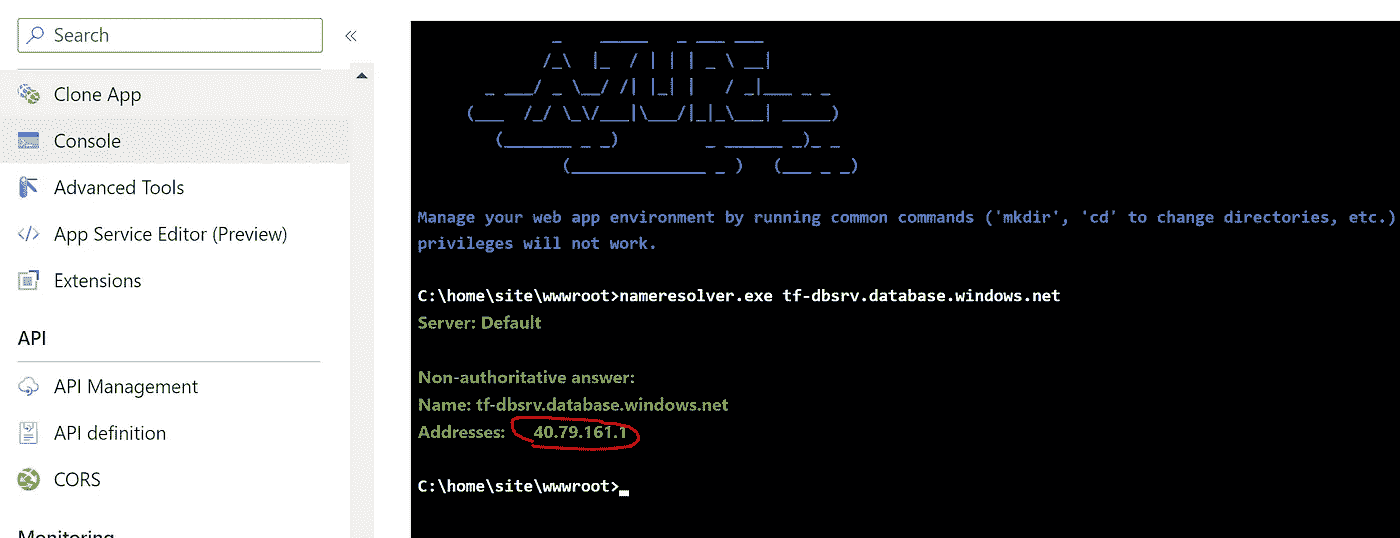 Search
Clone App
Console
Advanced Tools
App Service Editor (Preview)
Extensions
API
API Management
API definition
CORS
Monitoring
Manage your web app environment by running common commands ('mkdir', 'cd' to change directories, etc.)
privileges will not work.
C:\home\site\wwwroot>nameresolver.exe tf-dbsrv.database.windows.net
Server: Default
Non-authoritative answer:
Name: tf-dbsrv.database.windows.net
Addresses: 40.79.161.1
C:\home\site\wwwroot>_